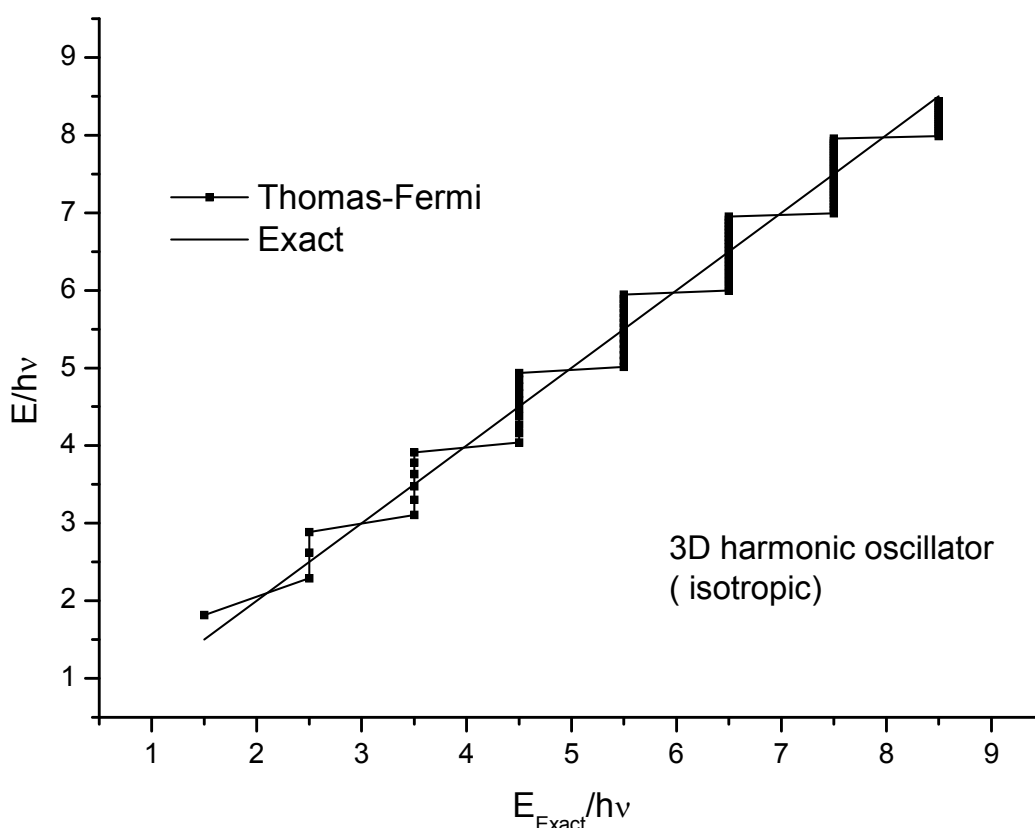 9
8
7
6
5
4
3
2
1
E/hν
Thomas-Fermi
Exact
3D harmonic oscillator
( isotropic)
1 2 3 4 5 6 7 8 9
E_Exact/hν